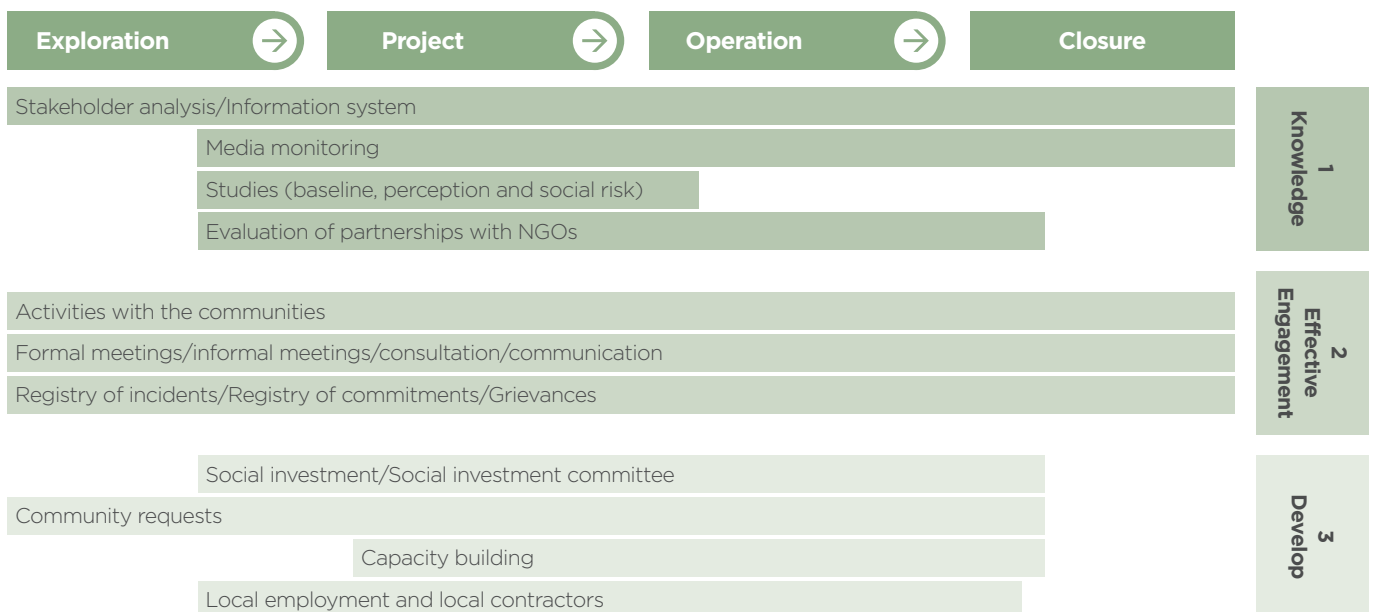 Exploration
Project
Operation
Closure
Stakeholder analysis/Information system
Media monitoring
Studies (baseline, perception and social risk)
Evaluation of partnerships with NGOs
1
Knowledge
Activities with the communities
Formal meetings/informal meetings/consultation/communication
Registry of incidents/Registry of commitments/Grievances
2
Effective
Engagement
Social investment/Social investment committee
Community requests
Capacity building
Local employment and local contractors
3
Develop